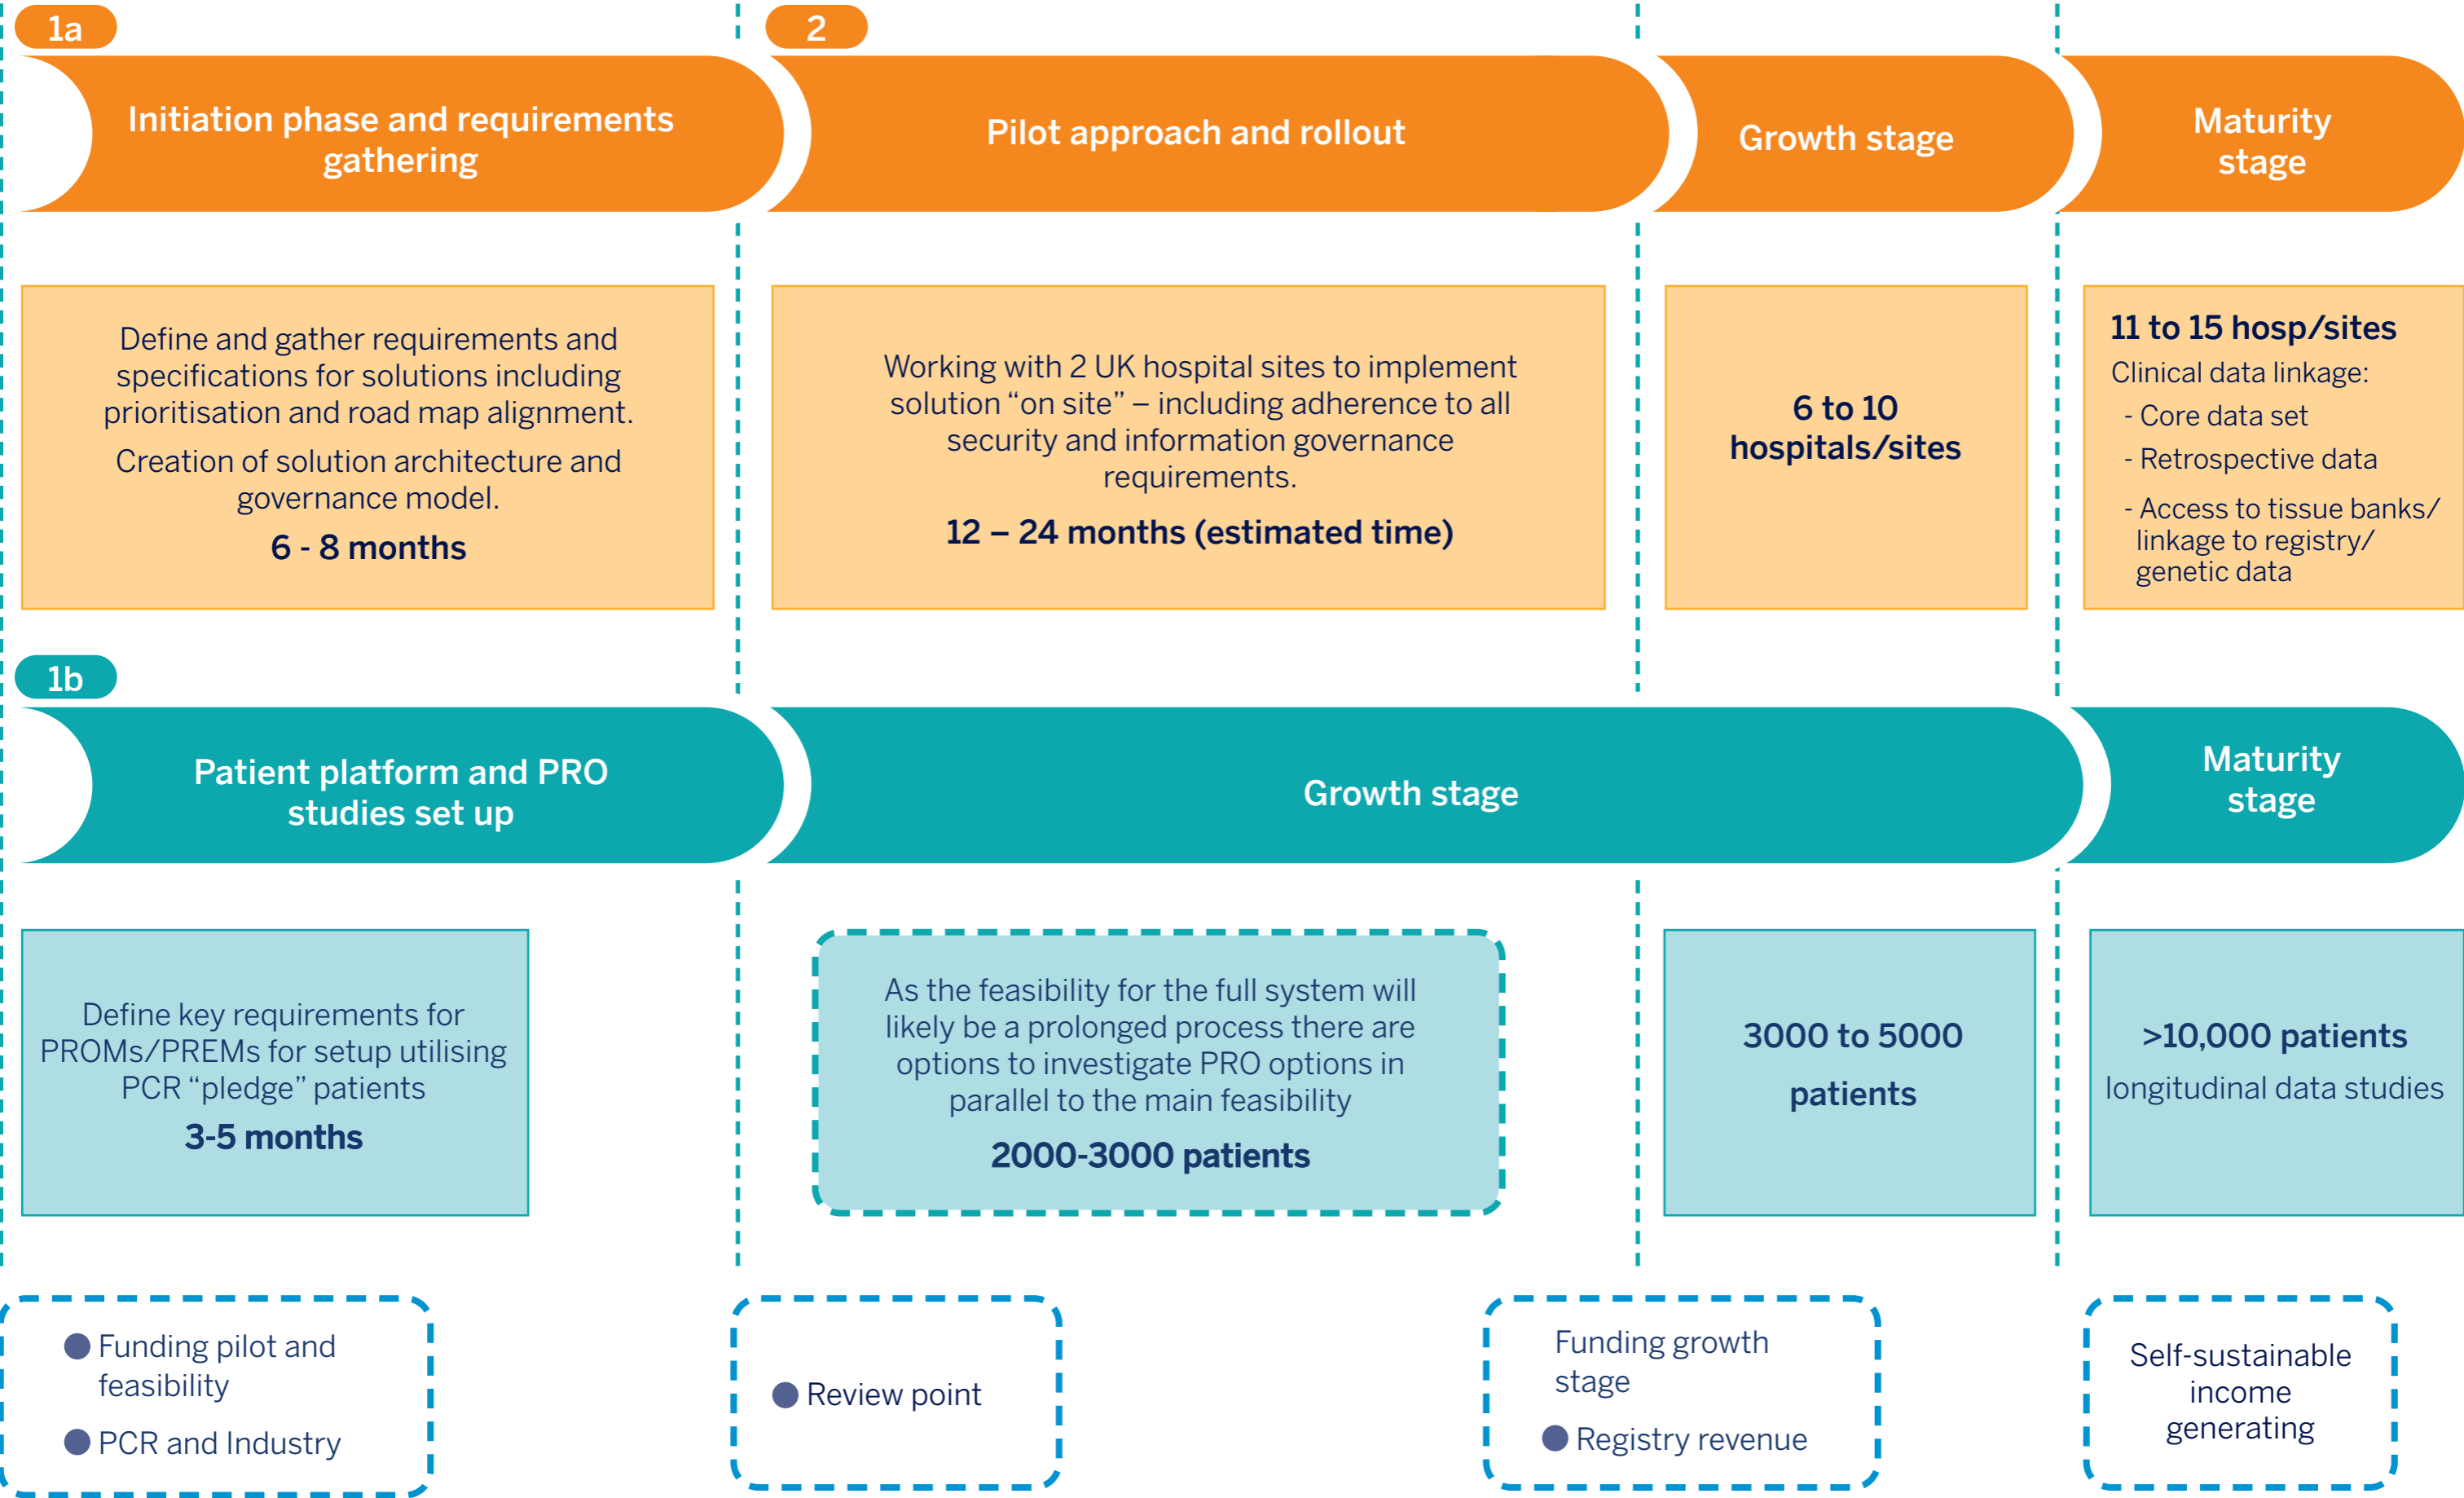 1a
Initiation phase and requirements
gathering
2
Pilot approach and rollout
Growth stage
Maturity
stage
Define and gather requirements and
specifications for solutions including
prioritisation and road map alignment.
Creation of solution architecture and
governance model.
6 - 8 months
Working with 2 UK hospital sites to implement
solution “on site” – including adherence to all
security and information governance
requirements.
12 – 24 months (estimated time)
6 to 10
hospitals/sites
11 to 15 hosp/sites
Clinical data linkage:
- Core data set
- Retrospective data
- Access to tissue banks/
linkage to registry/
genetic data
1b
Patient platform and PRO
studies set up
Growth stage
Maturity
stage
Define key requirements for
PROMs/PREMs for setup utilising
PCR “pledge” patients
3-5 months
As the feasibility for the full system will
likely be a prolonged process there are
options to investigate PRO options in
parallel to the main feasibility
2000-3000 patients
3000 to 5000
patients
>10,000 patients
longitudinal data studies
● Funding pilot and
feasibility
● PCR and Industry
● Review point
Funding growth
stage
● Registry revenue
Self-sustainable
income
generating